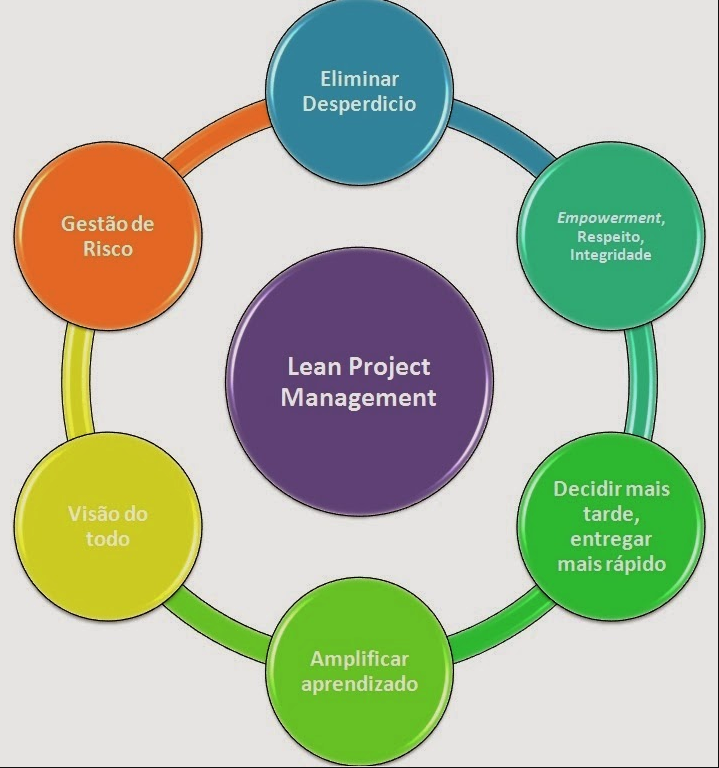 Eliminar
Desperdicio
Empowerment,
Respeito,
Integridade
Decidir mais
tarde,
entregar
mais rápido
Amplificar
aprendizado
Visão do
todo
Gestão de
Risco
Lean Project
Management